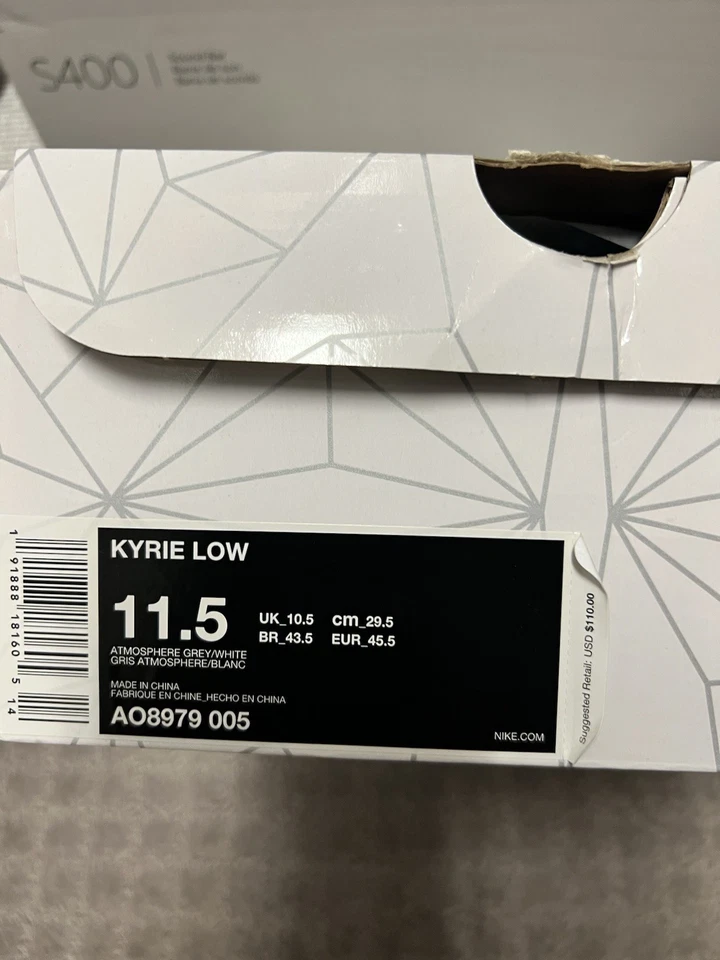 S400 |
KYRIE LOW
11.5
UK_10.5 cm_29.5
BR_43.5 EUR_45.5
ATMOSPHERE GREY/WHITE
GRIS ATMOSPHERE/BLANC
MADE IN CHINA
FABRIQUE EN CHINE_HECHO EN CHINA
AO8979 005
NIKE.COM
1 91888 18160 5 14
Suggested Retail: USD $110.00